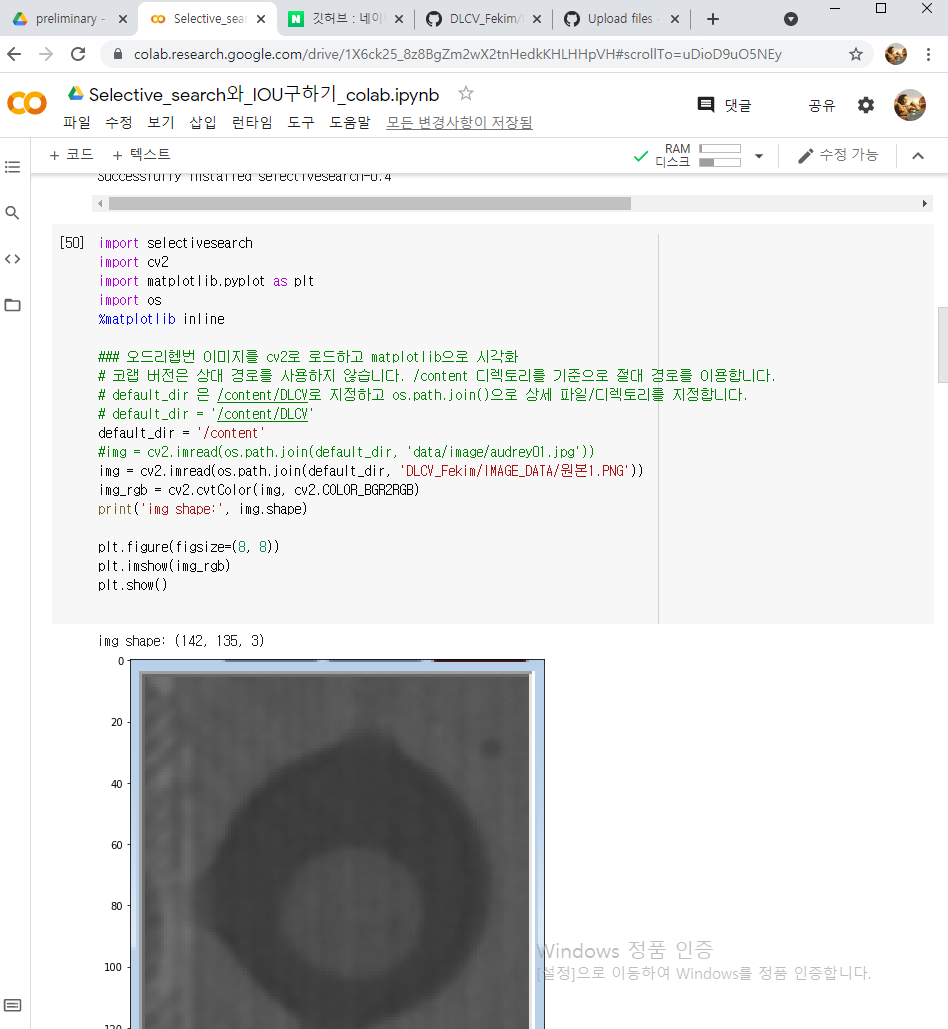 preliminary -
Selective_sear
깃허브 : 네이
DLCV_Fekim/
Upload files
colab.research.google.com/drive/1X6ck25_8z8BgZm2wX2tnHedkKHLHHpVH#scrollTo=uDioD9uO5NEy
Selective_search와_IOU구하기_colab.ipynb
댓글
공유
파일 수정 보기 삽입 런타임 도구 도움말 모든 변경사항이 저장됨
+ 코드 + 텍스트
RAM
디스크
수정 가능
Successfully installed selectivesearch-0.4
[50] import selectivesearch
import cv2
import matplotlib.pyplot as plt
import os
%matplotlib inline
### 오드리헵번 이미지를 cv2로 로드하고 matplotlib으로 시각화
# 코랩 버전은 상대 경로를 사용하지 않습니다. /content 디렉토리를 기준으로 절대 경로를 이용합니다.
# default_dir 은 /content/DLCV로 지정하고 os.path.join()으로 상세 파일/디렉토리를 지정합니다.
# default_dir = '/content/DLCV'
default_dir = '/content'
#img = cv2.imread(os.path.join(default_dir, 'data/image/audrey01.jpg'))
img = cv2.imread(os.path.join(default_dir, 'DLCV_Fekim/IMAGE_DATA/원본1.PNG'))
img_rgb = cv2.cvtColor(img, cv2.COLOR_BGR2RGB)
print('img shape:', img.shape)
plt.figure(figsize=(8, 8))
plt.imshow(img_rgb)
plt.show()
img shape: (142, 135, 3)
0
20
40
60
80
100
120
Windows 정품 인증
[설정]으로 이동하여 Windows를 정품 인증합니다.